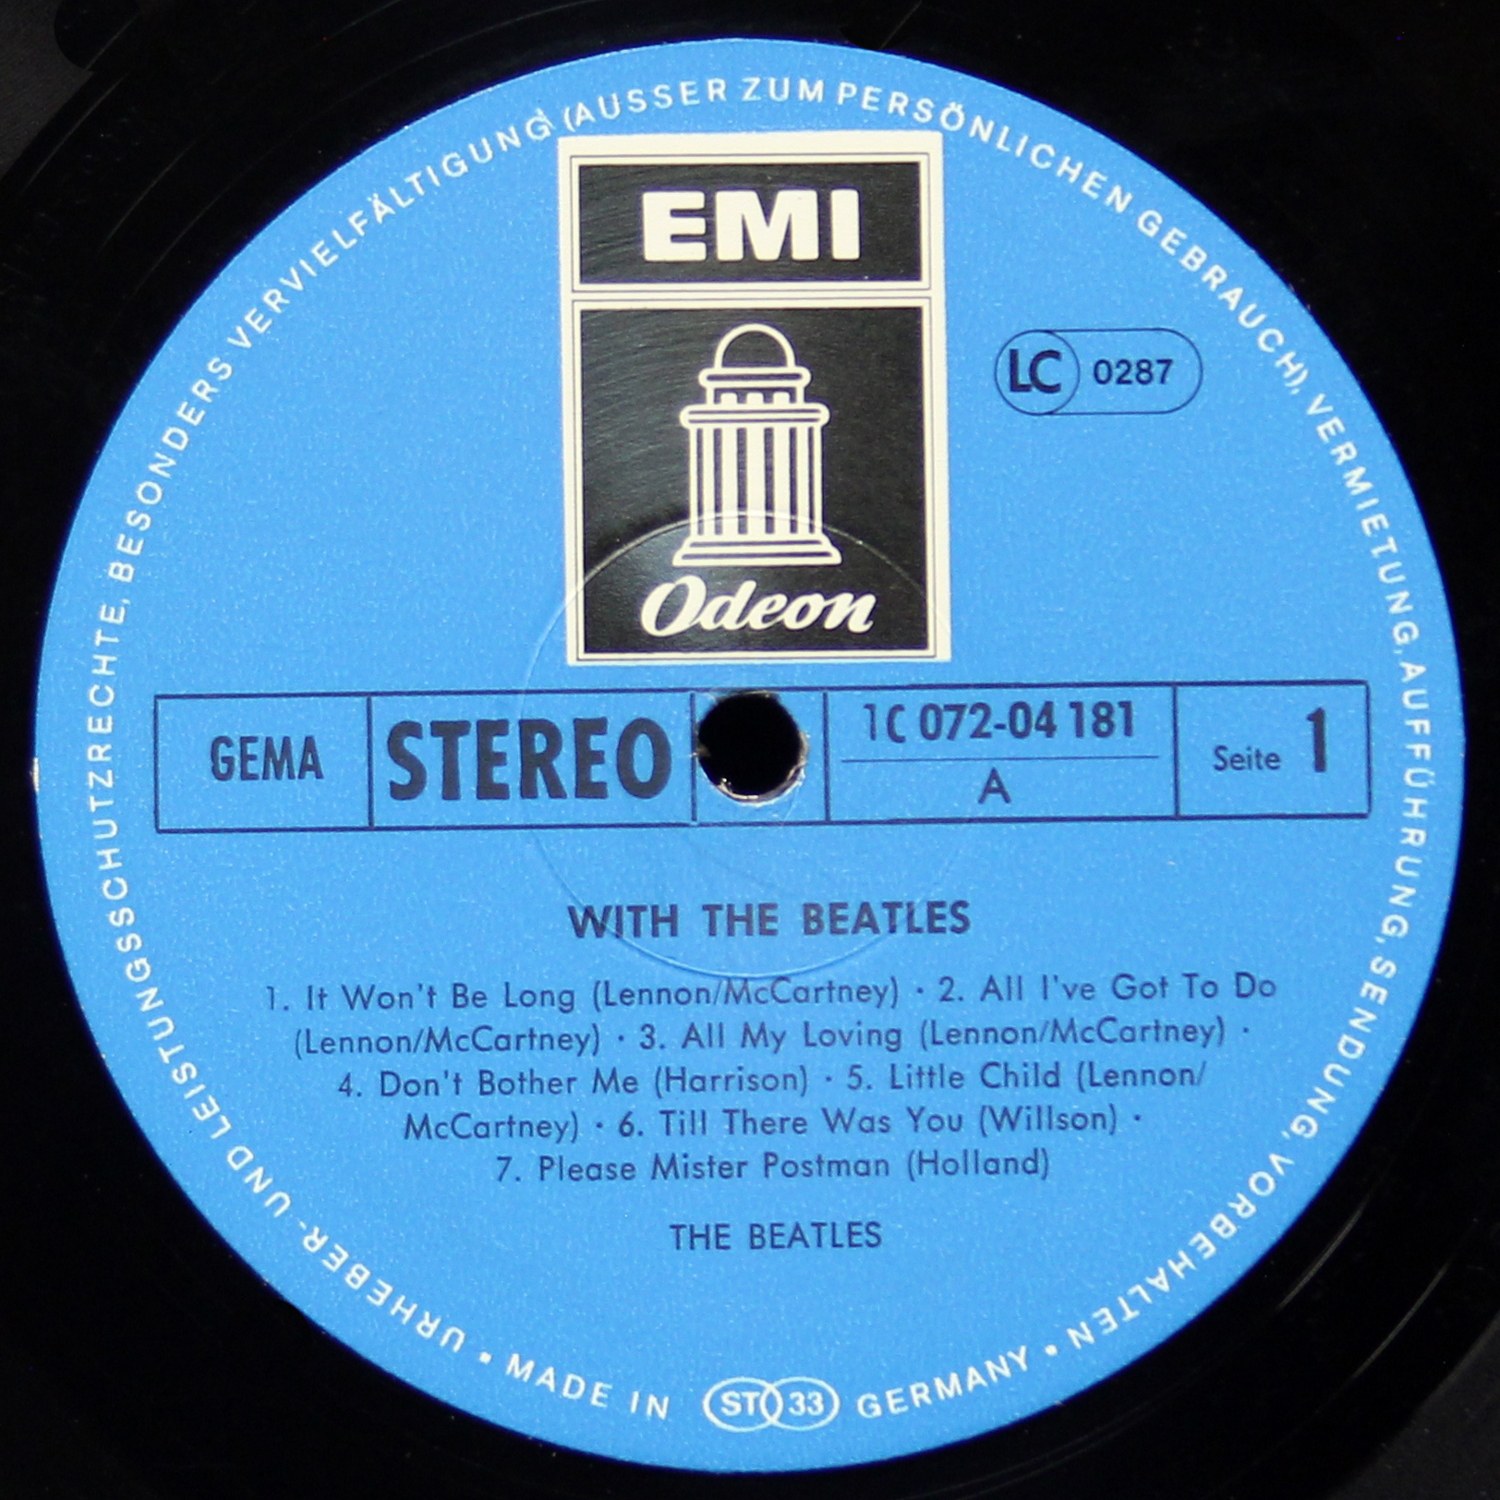 URHEBER- UND LEISTUNGSSCHUTZRECHTE, BESONDERS VERVIELFÄLTIGUNG (AUSSER ZUM PERSÖNLICHEN GEBRAUCH), VERMIETUNG, AUFFÜHRUNG, SENDUNG, VORBEHALTEN •
EMI
LC 0287
Odeon
GEMA
STEREO
1C 072-04 181
A
Seite 1
WITH THE BEATLES
1. It Won't Be Long (Lennon/McCartney) · 2. All I've Got To Do
(Lennon/McCartney) · 3. All My Loving (Lennon/McCartney) ·
4. Don't Bother Me (Harrison) · 5. Little Child (Lennon/
McCartney) · 6. Till There Was You (Willson) ·
7. Please Mister Postman (Holland)
THE BEATLES
• MADE IN ST 33 GERMANY